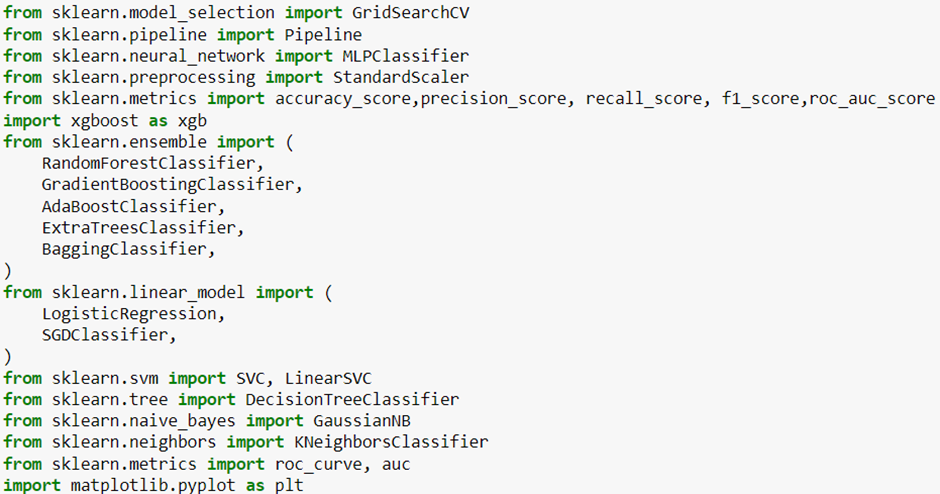 from sklearn.model_selection import GridSearchCV
from sklearn.pipeline import Pipeline
from sklearn.neural_network import MLPClassifier
from sklearn.preprocessing import StandardScaler
from sklearn.metrics import accuracy_score,precision_score, recall_score, f1_score,roc_auc_score
import xgboost as xgb
from sklearn.ensemble import (
    RandomForestClassifier,
    GradientBoostingClassifier,
    AdaBoostClassifier,
    ExtraTreesClassifier,
    BaggingClassifier,
)
from sklearn.linear_model import (
    LogisticRegression,
    SGDClassifier,
)
from sklearn.svm import SVC, LinearSVC
from sklearn.tree import DecisionTreeClassifier
from sklearn.naive_bayes import GaussianNB
from sklearn.neighbors import KNeighborsClassifier
from sklearn.metrics import roc_curve, auc
import matplotlib.pyplot as plt